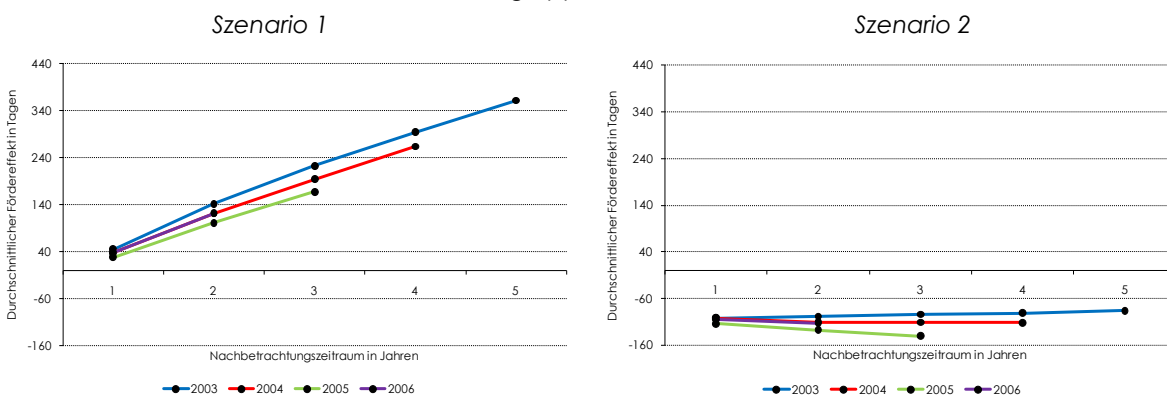 Szenario 1
440
340
240
140
40
-60
-160
1 2 3 4 5
Durchschnittlicher Fördereffekt in Tagen
Nachbetrachtungszeitraum in Jahren
2003 2004 2005 2006
Szenario 2
440
340
240
140
40
-60
-160
1 2 3 4 5
Durchschnittlicher Fördereffekt in Tagen
Nachbetrachtungszeitraum in Jahren
2003 2004 2005 2006